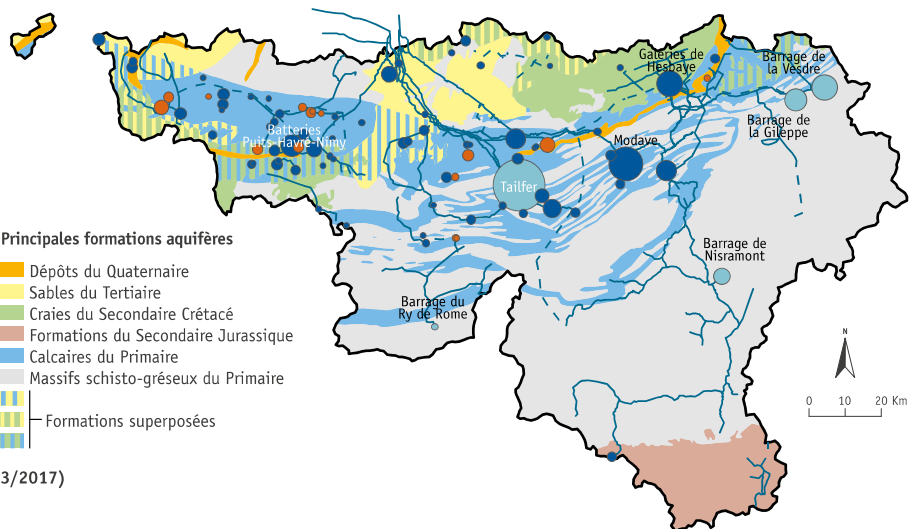 Galeries de
Hesbaye
Barrage de
la Vesdre
Barrage de
la Gileppe
Batteries
Puits-Havré-Nimy
Modave
Tailfer
Barrage de
Nisramont
Barrage du
Ry de Rome
Principales formations aquifères
Dépôts du Quaternaire
Sables du Tertiaire
Craies du Secondaire Crétacé
Formations du Secondaire Jurassique
Calcaires du Primaire
Massifs schisto-gréseux du Primaire
Formations superposées
3/2017)
N
0 10 20 Km